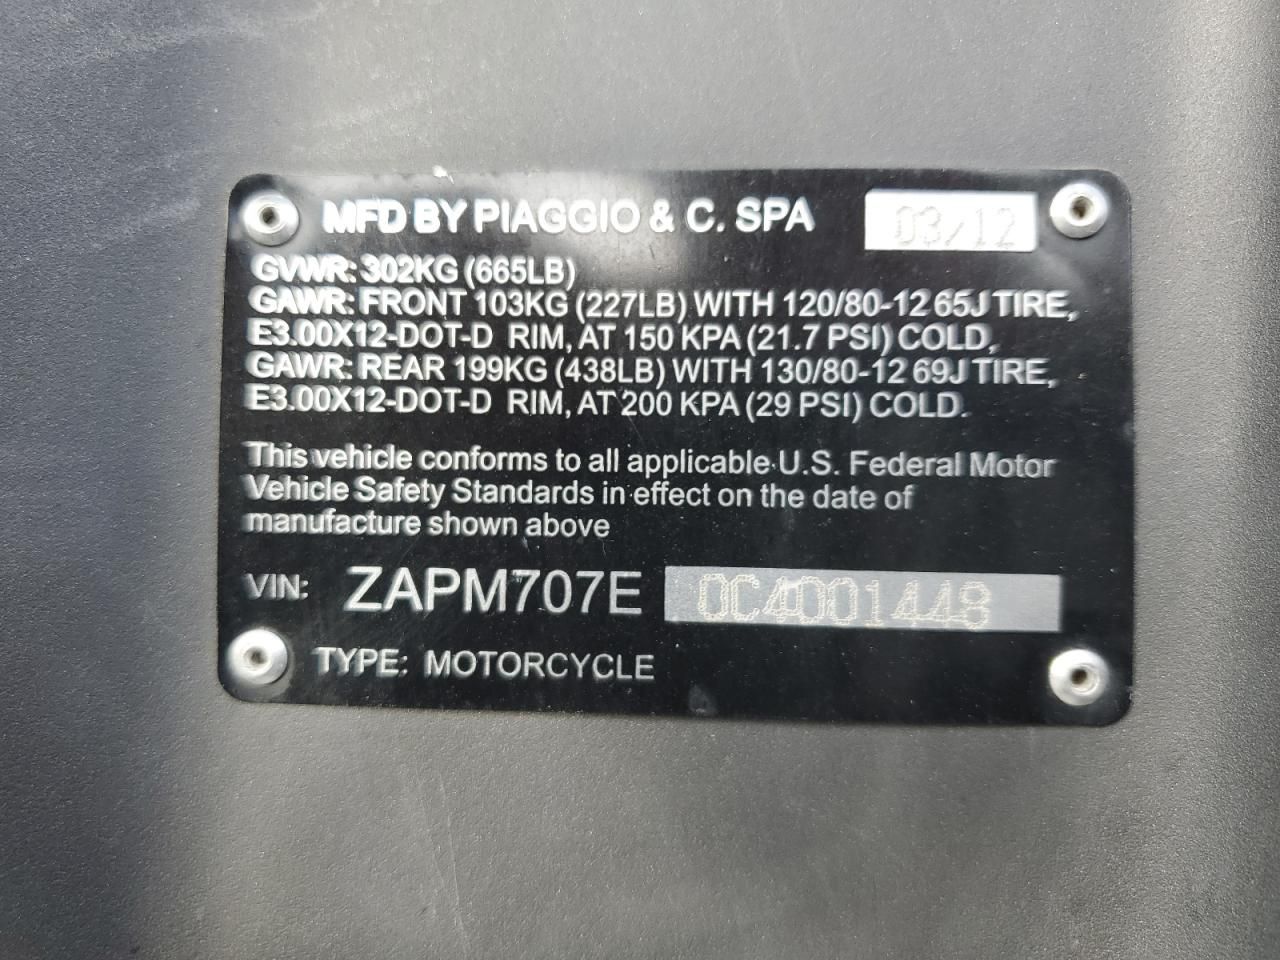 MFD BY PIAGGIO & C. SPA 03/12
GVWR: 302KG (665LB)
GAWR: FRONT 103KG (227LB) WITH 120/80-12 65J TIRE,
E3.00X12-DOT-D RIM, AT 150 KPA (21.7 PSI) COLD,
GAWR: REAR 199KG (438LB) WITH 130/80-12 69J TIRE,
E3.00X12-DOT-D RIM, AT 200 KPA (29 PSI) COLD.
This vehicle conforms to all applicable U.S. Federal Motor
Vehicle Safety Standards in effect on the date of
manufacture shown above
VIN: ZAPM707E 0C4001448
TYPE: MOTORCYCLE